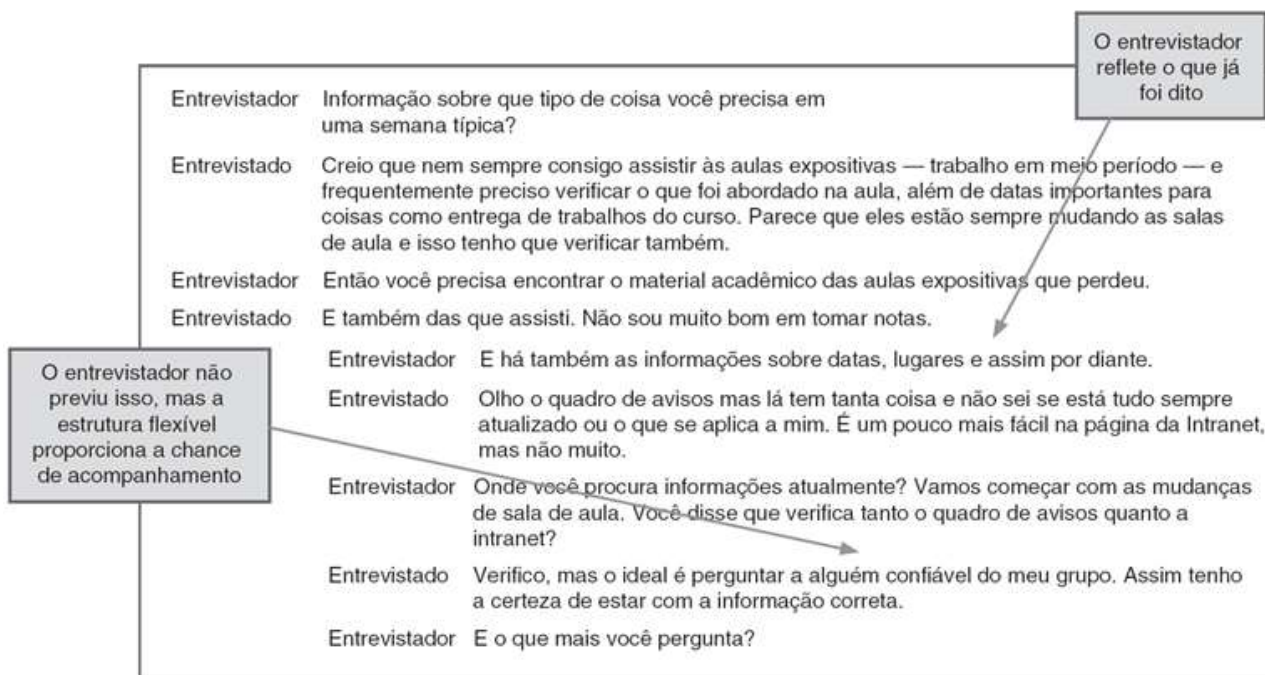 O entrevistador
reflete o que já
foi dito
Entrevistador Informação sobre que tipo de coisa você precisa em
uma semana típica?
Entrevistado Creio que nem sempre consigo assistir às aulas expositivas — trabalho em meio período — e
frequentemente preciso verificar o que foi abordado na aula, além de datas importantes para
coisas como entrega de trabalhos do curso. Parece que eles estão sempre mudando as salas
de aula e isso tenho que verificar também.
Entrevistador Então você precisa encontrar o material acadêmico das aulas expositivas que perdeu.
Entrevistado E também das que assisti. Não sou muito bom em tomar notas.
O entrevistador não
previu isso, mas a
estrutura flexível
proporciona a chance
de acompanhamento
Entrevistador E há também as informações sobre datas, lugares e assim por diante.
Entrevistado Olho o quadro de avisos mas lá tem tanta coisa e não sei se está tudo sempre
atualizado ou o que se aplica a mim. É um pouco mais fácil na página da Intranet,
mas não muito.
Entrevistador Onde você procura informações atualmente? Vamos começar com as mudanças
de sala de aula. Você disse que verifica tanto o quadro de avisos quanto a
intranet?
Entrevistado Verifico, mas o ideal é perguntar a alguém confiável do meu grupo. Assim tenho
a certeza de estar com a informação correta.
Entrevistador E o que mais você pergunta?